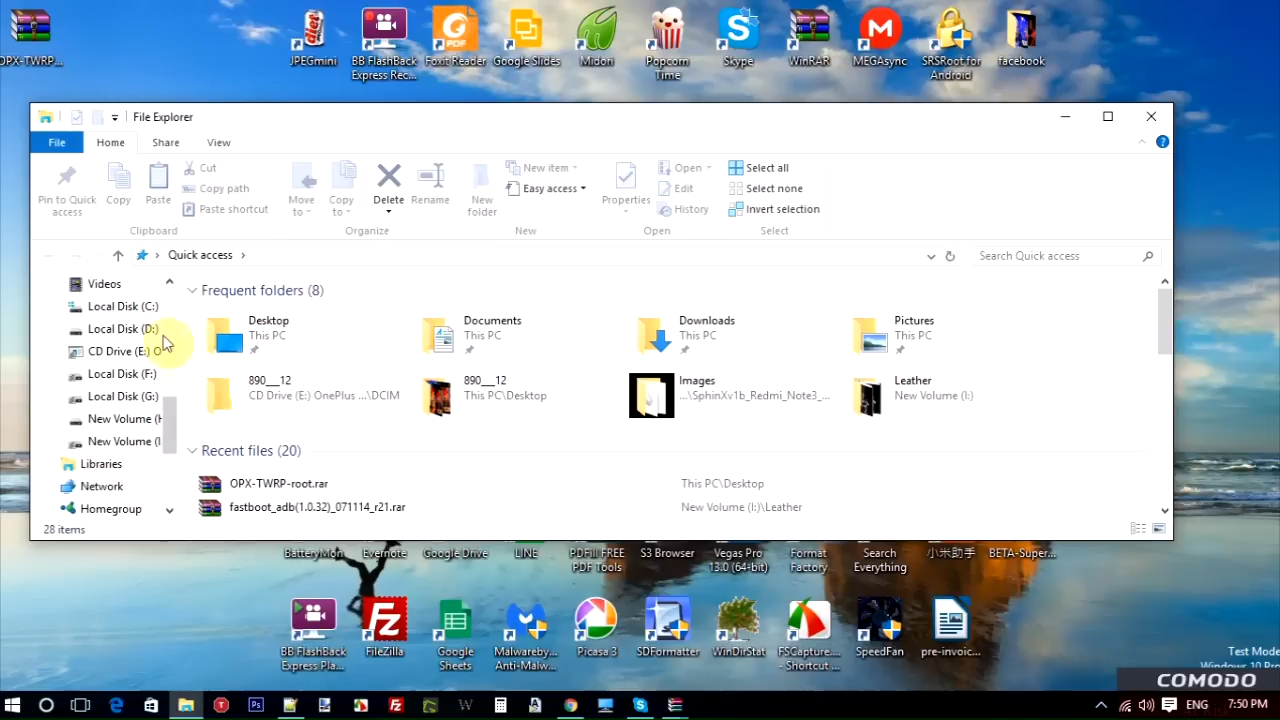 OPX-TWRP...
JPEGmini
BB FlashBack
Express Rec...
Foxit Reader
Google Slides
Midori
Popcorn
Time
Skype
WinRAR
MEGAsync
SRSRoot for
Android
facebook
File Explorer
File
Home
Share
View
Pin to Quick
access
Copy
Paste
Cut
Copy path
Paste shortcut
Clipboard
Move
to
Copy
to
Delete
Rename
Organize
New
folder
New item
Easy access
New
Properties
Open
Edit
History
Open
Select all
Select none
Invert selection
Select
Quick access
Search Quick access
Videos
Local Disk (C:)
Local Disk (D:)
CD Drive (E:) O
Local Disk (F:)
Local Disk (G:)
New Volume (H
New Volume (I
Libraries
Network
Homegroup
Frequent folders (8)
Desktop
This PC
Documents
This PC
Downloads
This PC
Pictures
This PC
890___12
CD Drive (E:) OnePlus ...\DCIM
890___12
This PC\Desktop
Images
...\SphinXv1b_Redmi_Note3_...
Leather
New Volume (I:)
Recent files (20)
OPX-TWRP-root.rar
This PC\Desktop
fastboot_adb(1.0.32)_071114_r21.rar
New Volume (I:)\Leather
28 items
BatteryMon
Evernote
Google Drive
LINE
PDFill FREE
PDF Tools
S3 Browser
Vegas Pro
13.0 (64-bit)
Format
Factory
Search
Everything
小米助手
BETA-Super...
BB FlashBack
Express Pla...
FileZilla
Google
Sheets
Malwareby...
Anti-Malw...
Picasa 3
SDFormatter
WinDirStat
FSCapture....
- Shortcut
SpeedFan
pre-invoic...
Test Mode
Windows 10 Pro
COMODO
ENG
7:50 PM